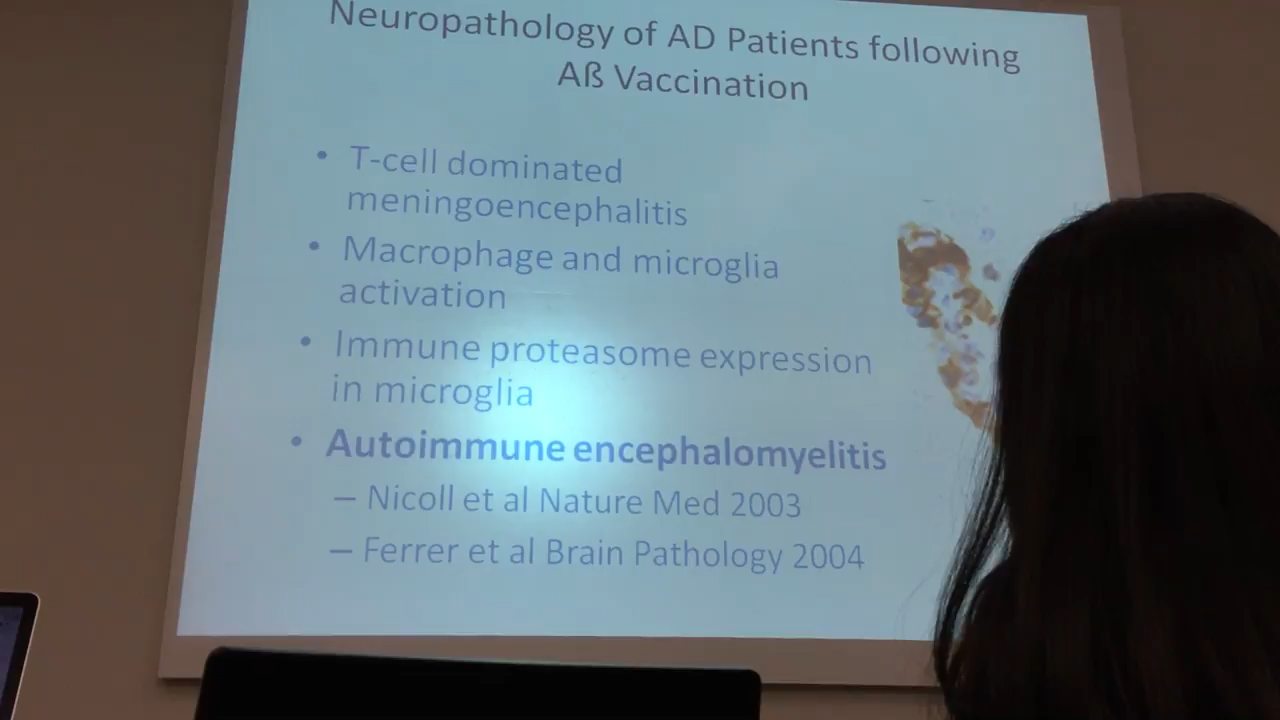 Neuropathology of AD Patients following
Aß Vaccination
• T-cell dominated
meningoencephalitis
• Macrophage and microglia
activation
• Immune proteasome expression
in microglia
• Autoimmune encephalomyelitis
– Nicoll et al Nature Med 2003
– Ferrer et al Brain Pathology 2004